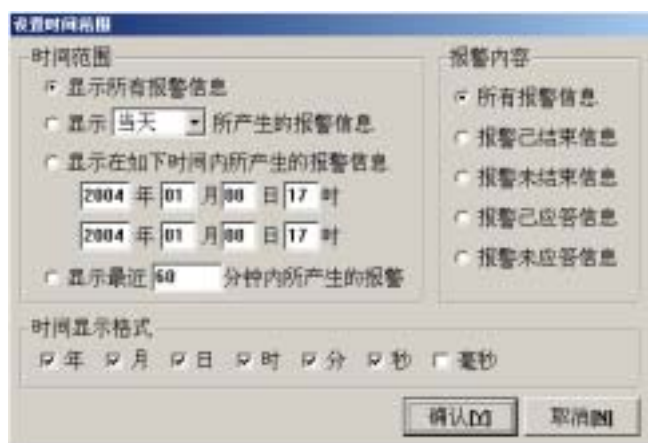 设置时间范围
时间范围
显示所有报警信息
显示 当天 所产生的报警信息
显示在如下时间内所产生的报警信息
2004 年 01 月 08 日 17 时
2004 年 01 月 08 日 17 时
显示最近 60 分钟内所产生的报警
报警内容
所有报警信息
报警已结束信息
报警未结束信息
报警已应答信息
报警未应答信息
时间显示格式
年 月 日 时 分 秒 毫秒
确认[Y] 取消[N]